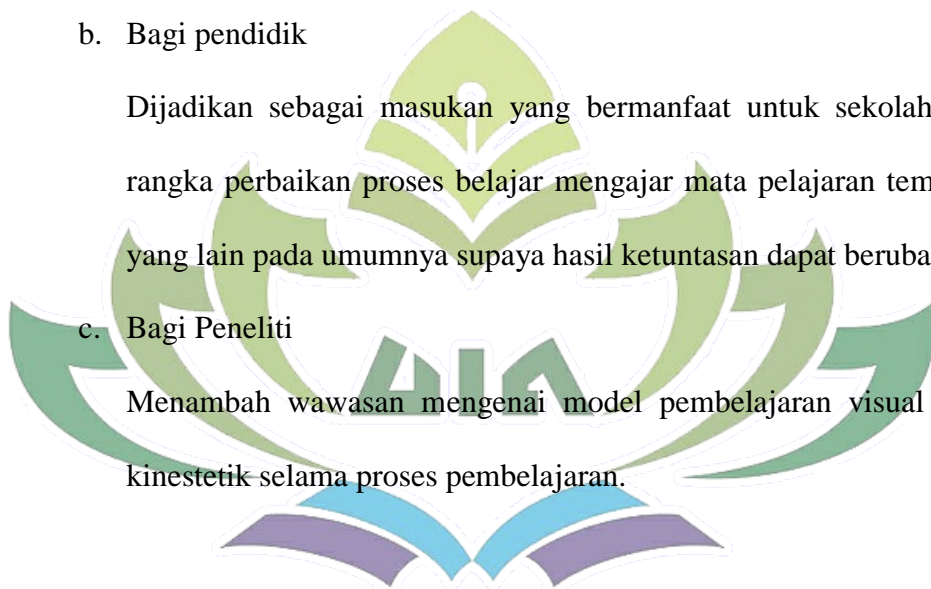 b. Bagi pendidik
Dijadikan sebagai masukan yang bermanfaat untuk sekolah
rangka perbaikan proses belajar mengajar mata pelajaran tem
yang lain pada umumnya supaya hasil ketuntasan dapat beruba
c. Bagi Peneliti
UIN
Menambah wawasan mengenai model pembelajaran visual
kinestetik selama proses pembelajaran.